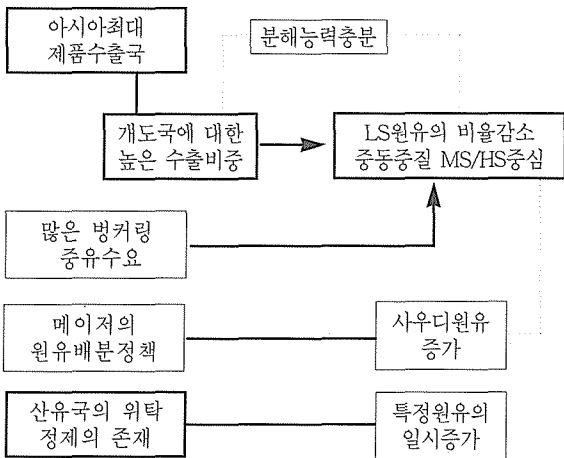 아시아최대
제품수출국
분해능력충분
개도국에 대한
높은 수출비중
LS원유의 비율감소
중동중질 MS/HS중심
많은 벙커링
중유수요
메이저의
원유배분정책
사우디원유
증가
산유국의 위탁
정제의 존재
특정원유의
일시증가